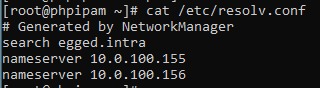 [root@phpipam ~]# cat /etc/resolv.conf
# Generated by NetworkManager
search egged.intra
nameserver 10.0.100.155
nameserver 10.0.100.156